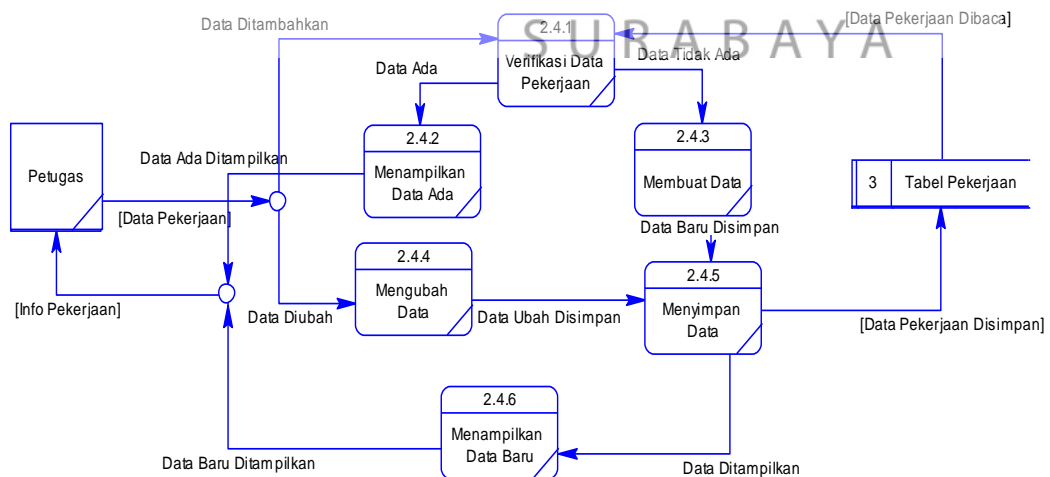 Data Ditambahkan
2.4.1
[Data Pekerjaan Dibaca]
SURABAYA
Verifikasi Data
Pekerjaan
Data Ada
Data Tidak Ada
2.4.2
Menampilkan
Data Ada
2.4.3
Membuat Data
Petugas
Data Ada Ditampilkan
[Data Pekerjaan]
3
Tabel Pekerjaan
Data Baru Disimpan
2.4.4
Mengubah
Data
2.4.5
Menyimpan
Data
[Info Pekerjaan]
Data Diubah
Data Ubah Disimpan
[Data Pekerjaan Disimpan]
2.4.6
Menampilkan
Data Baru
Data Baru Ditampilkan
Data Ditampilkan